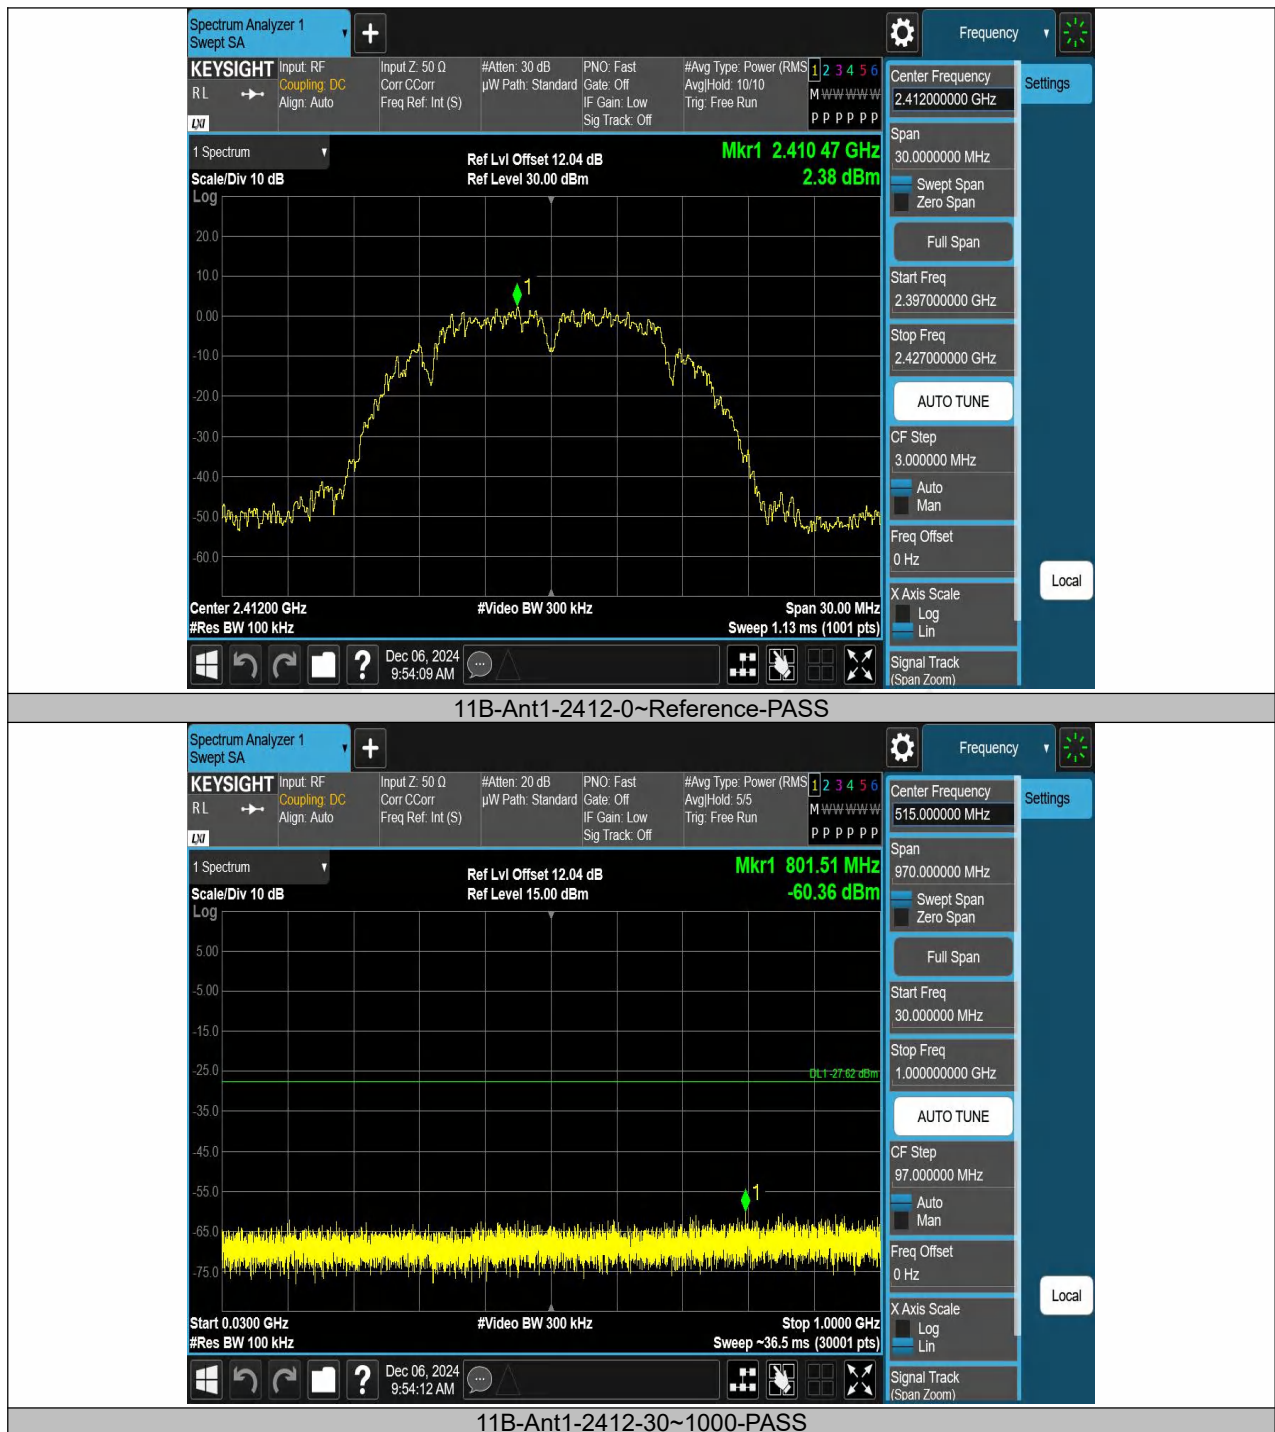 Spectrum Analyzer 1
Swept SA
+
Frequency
KEYSIGHT
RL
LXI
Input: RF
Coupling: DC
Align: Auto
Input Z: 50 Ω
Corr CCorr
Freq Ref: Int (S)
#Atten: 30 dB
µW Path: Standard
PNO: Fast
Gate: Off
IF Gain: Low
Sig Track: Off
#Avg Type: Power (RMS
Avg|Hold: 10/10
Trig: Free Run
1 2 3 4 5 6
M W W W W W
P P P P P P
Center Frequency
2.412000000 GHz
Settings
1 Spectrum
Scale/Div 10 dB
Log
Ref Lvl Offset 12.04 dB
Ref Level 30.00 dBm
Mkr1 2.410 47 GHz
2.38 dBm
Span
30.0000000 MHz
Swept Span
Zero Span
Full Span
Start Freq
2.397000000 GHz
Stop Freq
2.427000000 GHz
AUTO TUNE
CF Step
3.000000 MHz
Auto
Man
Freq Offset
0 Hz
X Axis Scale
Log
Lin
Signal Track
(Span Zoom)
Local
20.0
10.0
0.00
-10.0
-20.0
-30.0
-40.0
-50.0
-60.0
1
Center 2.41200 GHz
#Res BW 100 kHz
#Video BW 300 kHz
Span 30.00 MHz
Sweep 1.13 ms (1001 pts)
?
Dec 06, 2024
9:54:09 AM
11B-Ant1-2412-0~Reference-PASS
Spectrum Analyzer 1
Swept SA
+
Frequency
KEYSIGHT
RL
LXI
Input: RF
Coupling: DC
Align: Auto
Input Z: 50 Ω
Corr CCorr
Freq Ref: Int (S)
#Atten: 20 dB
µW Path: Standard
PNO: Fast
Gate: Off
IF Gain: Low
Sig Track: Off
#Avg Type: Power (RMS
Avg|Hold: 5/5
Trig: Free Run
1 2 3 4 5 6
M W W W W W
P P P P P P
Center Frequency
515.000000 MHz
Settings
1 Spectrum
Scale/Div 10 dB
Log
Ref Lvl Offset 12.04 dB
Ref Level 15.00 dBm
Mkr1 801.51 MHz
-60.36 dBm
Span
970.000000 MHz
Swept Span
Zero Span
Full Span
Start Freq
30.000000 MHz
Stop Freq
1.000000000 GHz
AUTO TUNE
CF Step
97.000000 MHz
Auto
Man
Freq Offset
0 Hz
X Axis Scale
Log
Lin
Signal Track
(Span Zoom)
Local
5.00
-5.00
-15.0
-25.0
-35.0
-45.0
-55.0
-65.0
-75.0
DL1 -27.62 dBm
1
Start 0.0300 GHz
#Res BW 100 kHz
#Video BW 300 kHz
Stop 1.0000 GHz
Sweep ~36.5 ms (30001 pts)
?
Dec 06, 2024
9:54:12 AM
11B-Ant1-2412-30~1000-PASS